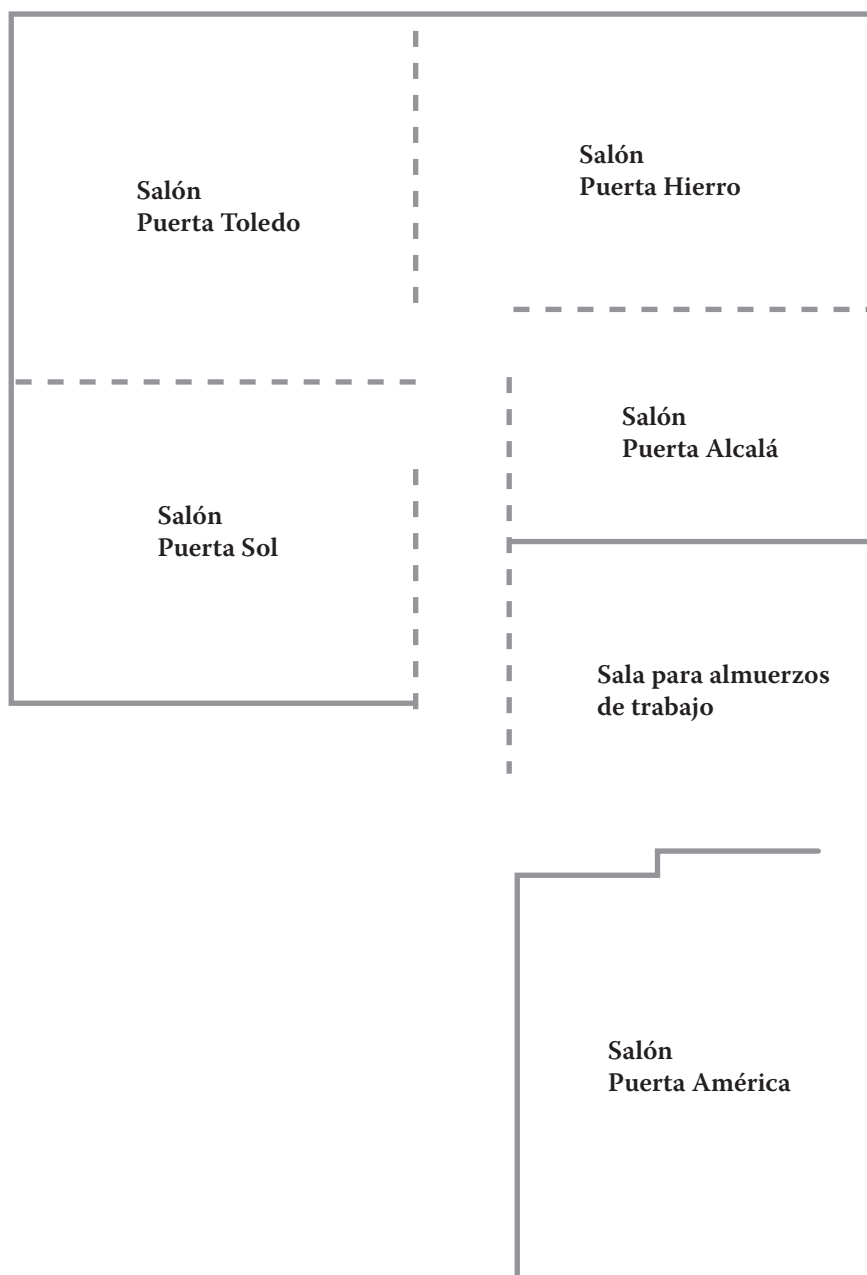 Salón
Puerta Toledo
Salón
Puerta Hierro
Salón
Puerta Alcalá
Salón
Puerta Sol
Sala para almuerzos
de trabajo
Salón
Puerta América